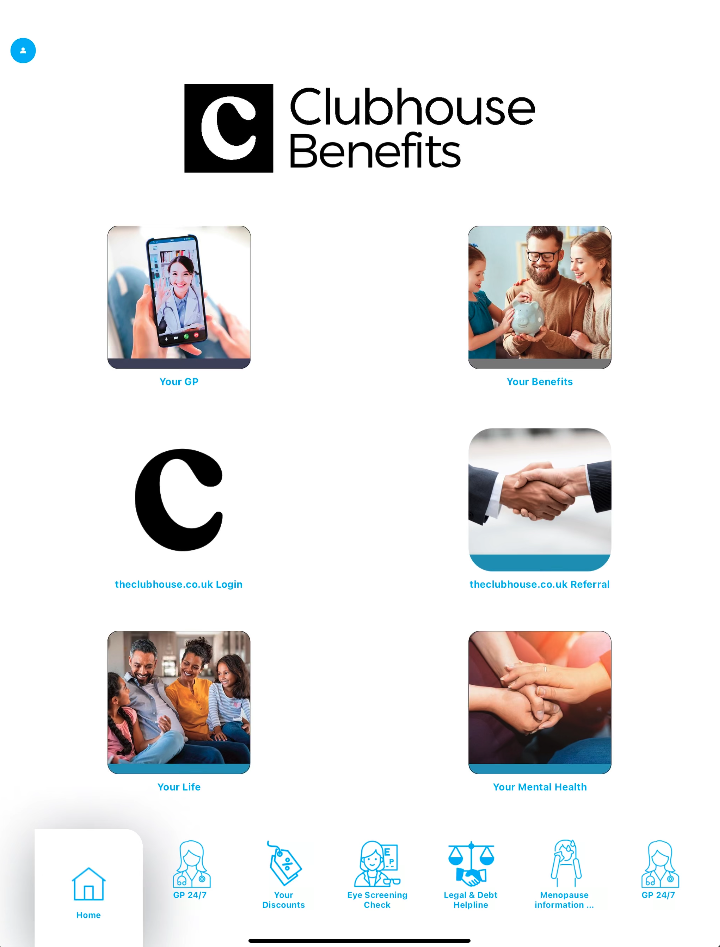 Clubhouse
Benefits
Your GP
Your Benefits
theclubhouse.co.uk Login
theclubhouse.co.uk Referral
Your Life
Your Mental Health
Home
GP 24/7
Your
Discounts
Eye Screening
Check
Legal & Debt
Helpline
Menopause
information ...
GP 24/7